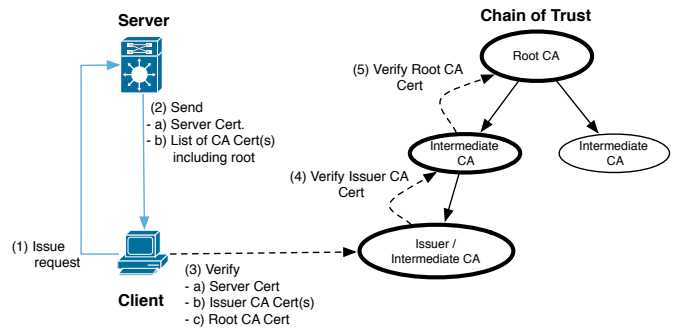 Server
Chain of Trust
Root CA
(5) Verify Root CA
Cert
(2) Send
- a) Server Cert.
- b) List of CA Cert(s)
including root
Intermediate
CA
Intermediate
CA
(4) Verify Issuer CA
Cert
(1) Issue
request
Issuer /
Intermediate CA
Client
(3) Verify
- a) Server Cert
- b) Issuer CA Cert(s)
- c) Root CA Cert